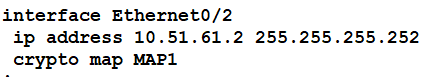 interface Ethernet0/2
ip address 10.51.61.2 255.255.255.252
crypto map MAP1